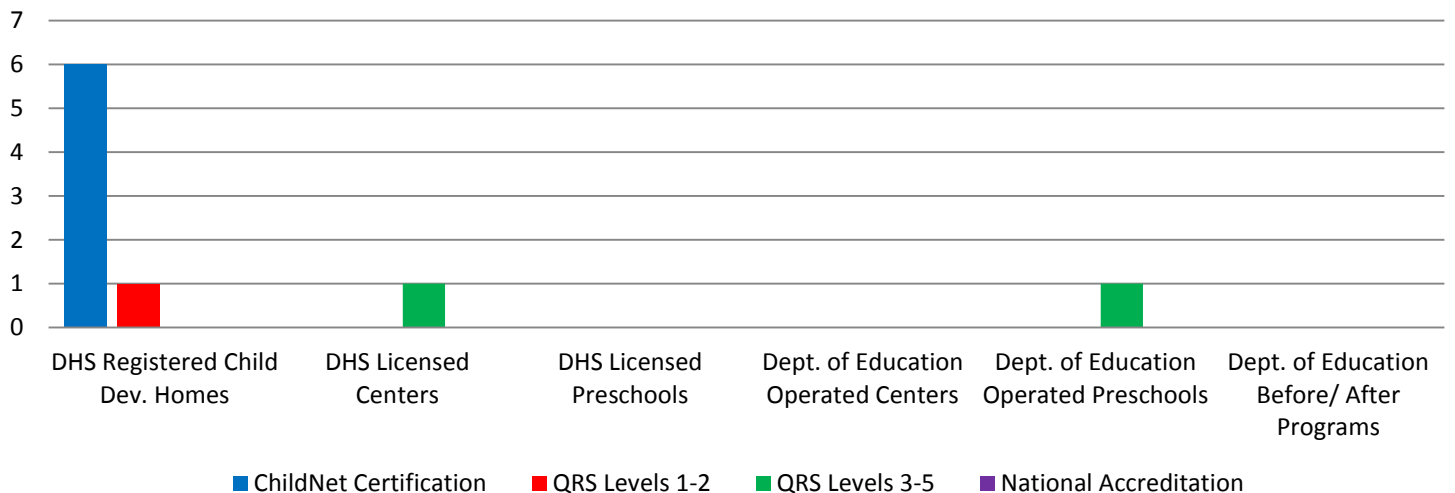 7
6
5
4
3
2
1
0
DHS Registered Child
Dev. Homes
DHS Licensed
Centers
DHS Licensed
Preschools
Dept. of Education
Operated Centers
Dept. of Education
Operated Preschools
Dept. of Education
Before/ After
Programs
ChildNet Certification
QRS Levels 1-2
QRS Levels 3-5
National Accreditation